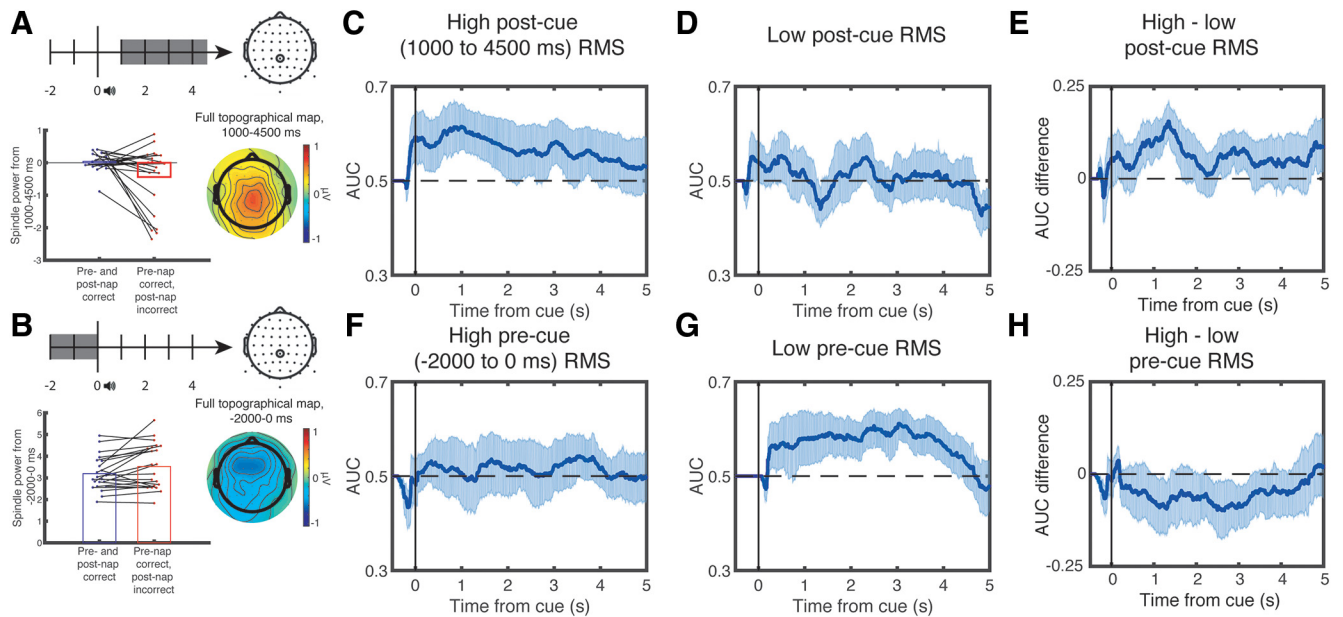 A
-2
0
2
4
Spindle power from
1000-4500 ms
1
0
-1
-2
-3
Pre- and
post-nap
correct
Pre-nap
correct,
post-nap
incorrect
Full topographical map,
1000-4500 ms
1
0
µV
-1
C
High post-cue
(1000 to 4500 ms) RMS
AUC
0.7
0.5
0.3
0 1 2 3 4 5
Time from cue (s)
D
Low post-cue RMS
AUC
0.7
0.5
0.3
0 1 2 3 4 5
Time from cue (s)
E
High - low
post-cue RMS
AUC difference
0.25
0
-0.25
0 1 2 3 4 5
Time from cue (s)
B
-2
0
2
4
Spindle power from
-2000-0 ms
6
5
4
3
2
1
0
Pre- and
post-nap
correct
Pre-nap
correct,
post-nap
incorrect
Full topographical map,
-2000-0 ms
1
0
µV
-1
F
High pre-cue
(-2000 to 0 ms) RMS
AUC
0.7
0.5
0.3
0 1 2 3 4 5
Time from cue (s)
G
Low pre-cue RMS
AUC
0.7
0.5
0.3
0 1 2 3 4 5
Time from cue (s)
H
High - low
pre-cue RMS
AUC difference
0.25
0
-0.25
0 1 2 3 4 5
Time from cue (s)